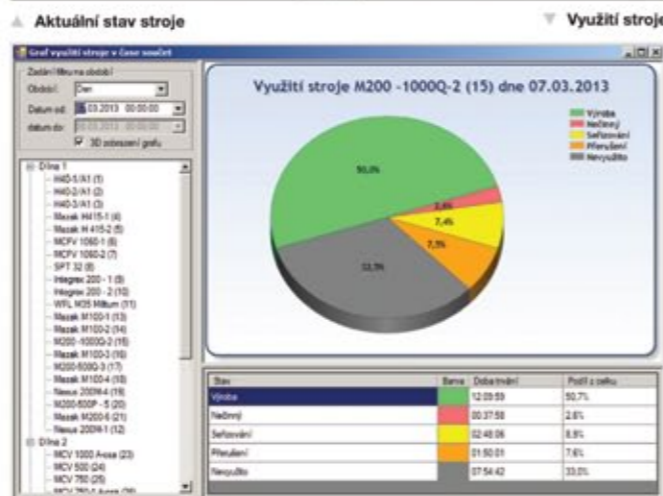 Aktuální stav stroje
Využití stroje
Graf využití stroje v čase součet
Zadání filtru na období
Období: Den
Datum od: .03.2013 00:00:00
datum do: 00:00:00
3D zobrazení grafu
Dílna 1
H40-1/A1 (1)
H40-2/A1 (2)
H40-3/A1 (3)
Mazak H415-1 (4)
Mazak H 415-2 (5)
MCFV 1060-1 (6)
MCFV 1060-2 (7)
SPT 32 (8)
Integrex 200 - 1 (9)
Integrex 200 - 2 (10)
WFL M35 Millturn (11)
Mazak M100-1 (13)
Mazak M100-2 (14)
M200 -1000Q-2 (15)
Mazak M100-3 (16)
M200-500Q-3 (17)
Mazak M100-4 (18)
Nexus 200M-4 (19)
M200-500P - 5 (20)
Mazak M200-6 (21)
Nexus 200M-1 (12)
Dílna 2
MCV 1000 (23)
MCV 500 (24)
MCV 750 (25)
Využití stroje M200 -1000Q-2 (15) dne 07.03.2013
Výroba
Nečinný
Seřizování
Přerušení
Nevyužito
50,0%
7,4%
7,5%
Stav Barva Doba trvání Podíl z celku
Výroba 12:09:59 50,7%
Nečinný 00:37:58 2,6%
Seřizování 02:48:06
Přerušení 01:50:01 7,6%
Nevyužito 07:54:42 33,0%